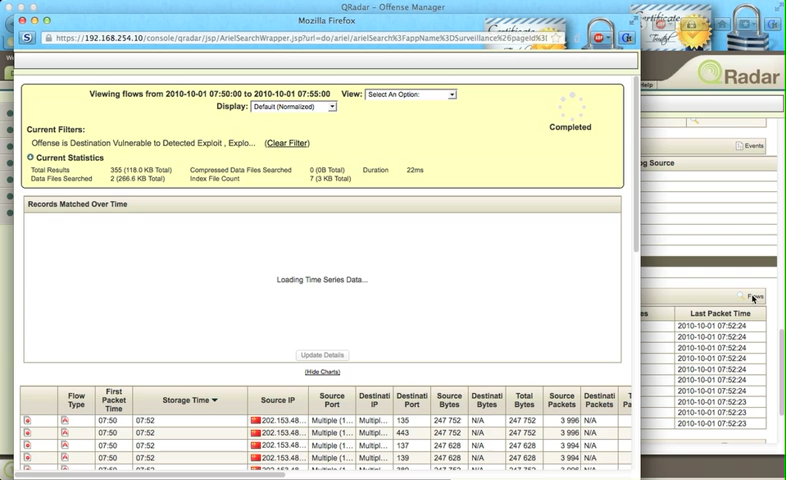 QRadar - Offense Manager
Mozilla Firefox
https://192.168.254.10/console/qradar/jsp/ArielSearchWrapper.jsp?url=do/ariel/arielSearch%3FappName%3DSurveillance%26pageId%3D
QRadar
Help
Viewing flows from 2010-10-01 07:50:00 to 2010-10-01 07:55:00 View: Select An Option:
Display: Default (Normalized)
Completed
Current Filters:
Offense is Destination Vulnerable to Detected Exploit , Explo... (Clear Filter)
Current Statistics
Total Results 355 (118.0 KB Total) Compressed Data Files Searched 0 (0B Total) Duration 22ms
Data Files Searched 2 (266.6 KB Total) Index File Count 7 (3 KB Total)
Events
og Source
Records Matched Over Time
Loading Time Series Data...
Update Details
(Hide Charts)
Flows
es Last Packet Time
2010-10-01 07:52:24
2010-10-01 07:52:24
2010-10-01 07:52:24
2010-10-01 07:52:24
2010-10-01 07:52:24
2010-10-01 07:52:24
2010-10-01 07:52:24
2010-10-01 07:52:23
2010-10-01 07:52:23
2010-10-01 07:52:23
Flow Type First Packet Time Storage Time Source IP Source Port Destinati IP Destinati Port Source Bytes Destinati Bytes Total Bytes Source Packets Destinati Packets
07:50 07:52 202.153.48... Multiple (1... Multipl... 135 247 752 N/A 247 752 3 996 N/A
07:50 07:52 202.153.48... Multiple (1... Multipl... 443 247 752 N/A 247 752 3 996 N/A
07:50 07:52 202.153.48... Multiple (1... Multipl... 137 247 628 N/A 247 628 3 994 N/A
07:50 07:52 202.153.48... Multiple (1... Multipl... 139 247 628 N/A 247 628 3 994 N/A